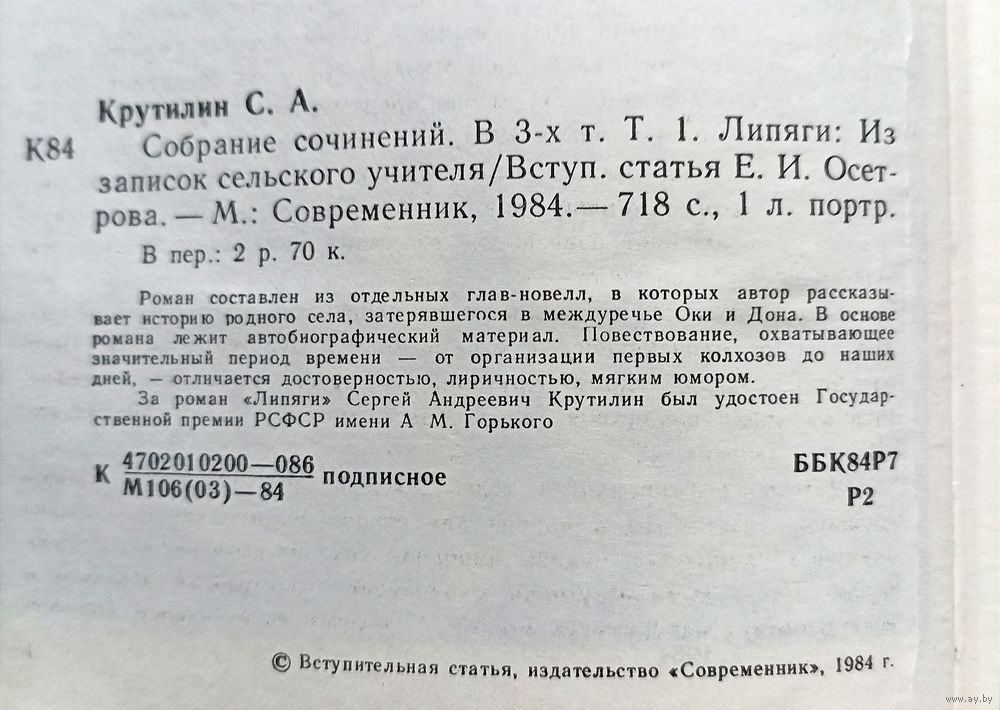 Крутилин С. А.
К84 Собрание сочинений. В 3-х т. Т. 1. Липяги: Из
записок сельского учителя/Вступ. статья Е. И. Осет-
рова. — М.: Современник, 1984.— 718 с., 1 л. портр.
В пер.: 2 р. 70 к.
Роман составлен из отдельных глав-новелл, в которых автор рассказы-
вает историю родного села, затерявшегося в междуречье Оки и Дона. В основе
романа лежит автобиографический материал. Повествование, охватывающее
значительный период времени — от организации первых колхозов до наших
дней, — отличается достоверностью, лиричностью, мягким юмором.
За роман «Липяги» Сергей Андреевич Крутилин был удостоен Государ-
ственной премии РСФСР имени А М. Горького
К 4702010200—086 подписное
М106(03)—84
ББК84Р7
Р2
© Вступительная статья, издательство «Современник», 1984 г.
www.ay.by